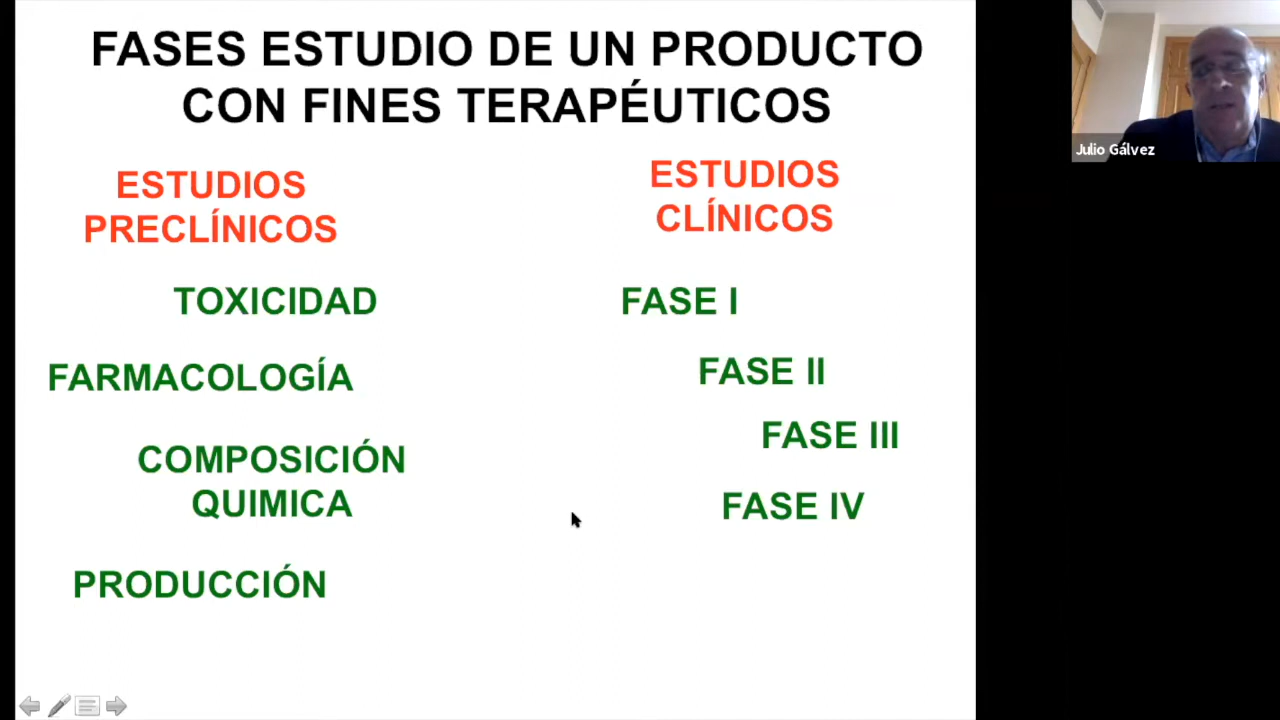 FASES ESTUDIO DE UN PRODUCTO
CON FINES TERAPÉUTICOS
ESTUDIOS
PRECLÍNICOS
TOXICIDAD
FARMACOLOGÍA
COMPOSICIÓN
QUIMICA
PRODUCCIÓN
ESTUDIOS
CLÍNICOS
FASE I
FASE II
FASE III
FASE IV
Julio Gálvez